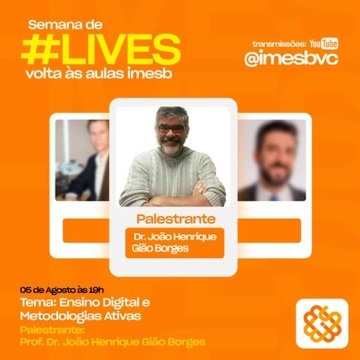 Semana de
#LIVES
volta às aulas imesb
transmissões: YouTube
@imesbvc
Palestrante
Dr. João Henrique
Gião Borges
05 de Agosto às 19h
Tema: Ensino Digital e
Metodologias Ativas
Palestrante:
Prof. Dr. João Henrique Gião Borges